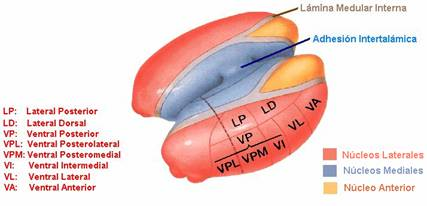 Lámina Medular Interna
Adhesión Intertalámica
LP: Lateral Posterior
LD: Lateral Dorsal
VP: Ventral Posterior
VPL: Ventral Posterolateral
VPM: Ventral Posteromedial
VI: Ventral Intermedial
VL: Ventral Lateral
VA: Ventral Anterior
LP LD VA
VP VL
VPL VPM VI
Núcleos Laterales
Núcleos Mediales
Núcleo Anterior